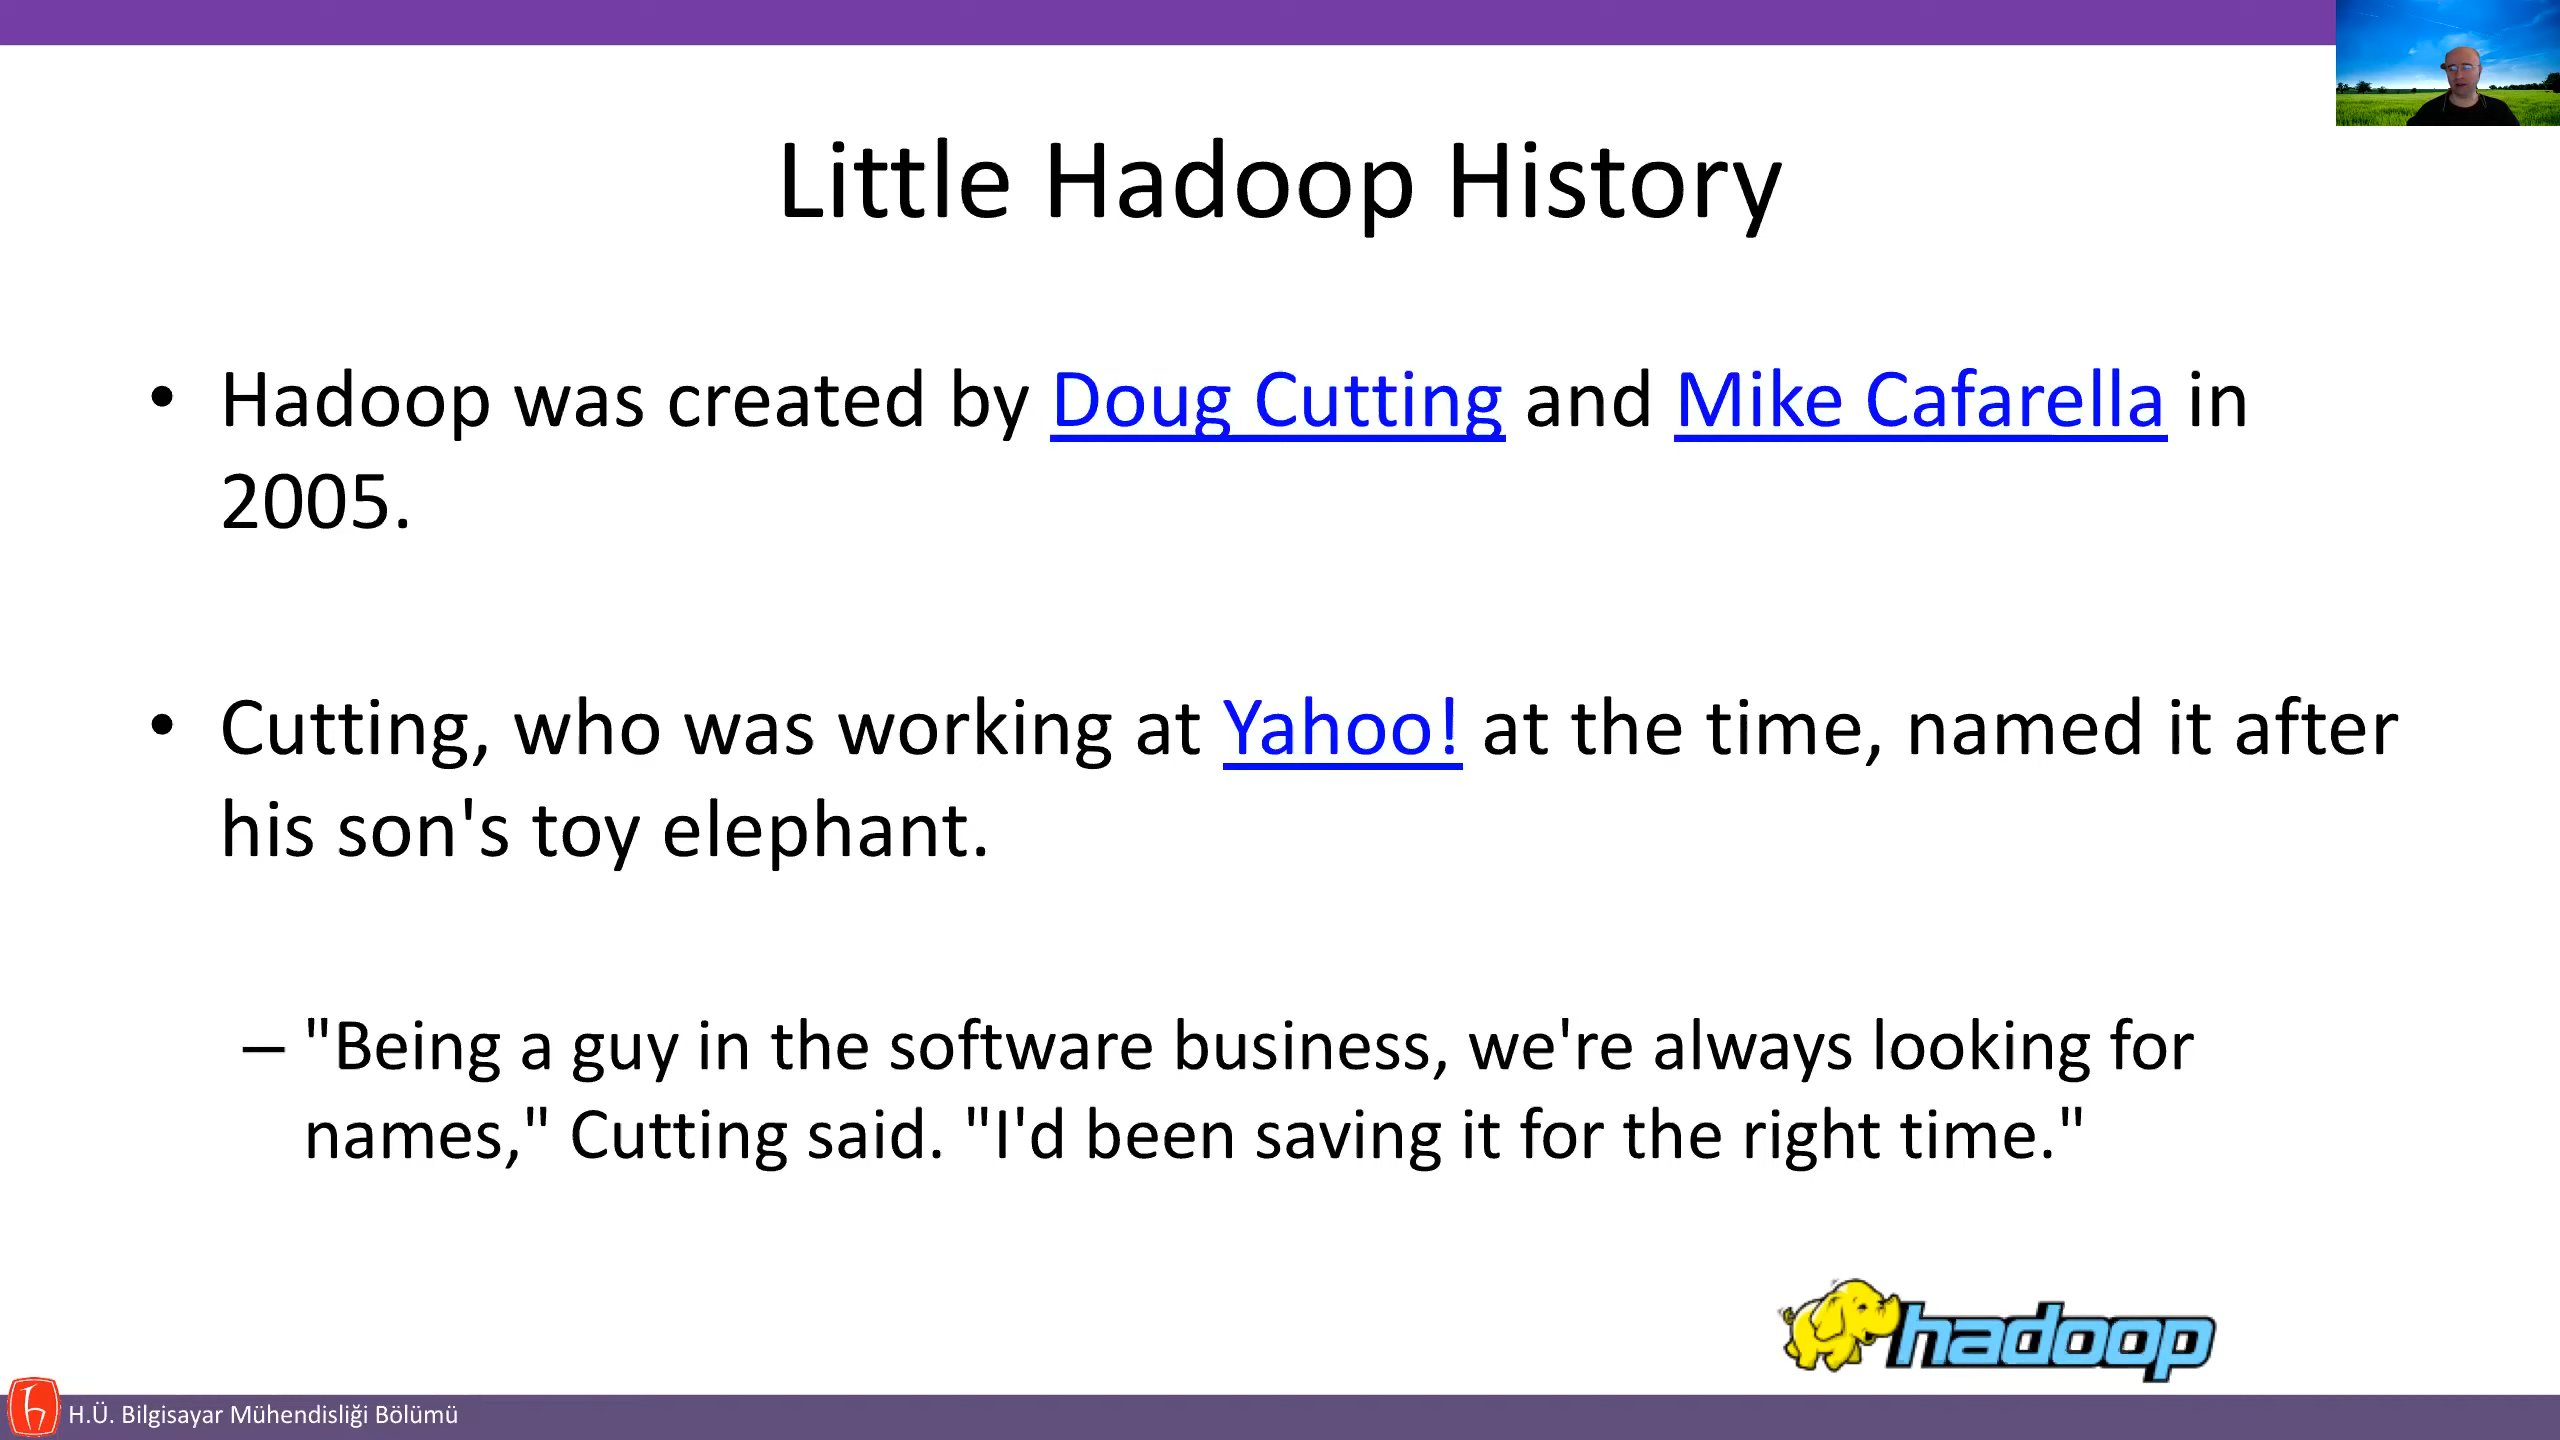 Little Hadoop History
• Hadoop was created by Doug Cutting and Mike Cafarella in
2005.
• Cutting, who was working at Yahoo! at the time, named it after
his son's toy elephant.
– "Being a guy in the software business, we're always looking for
names," Cutting said. "I'd been saving it for the right time."
hadoop
H.Ü. Bilgisayar Mühendisliği Bölümü